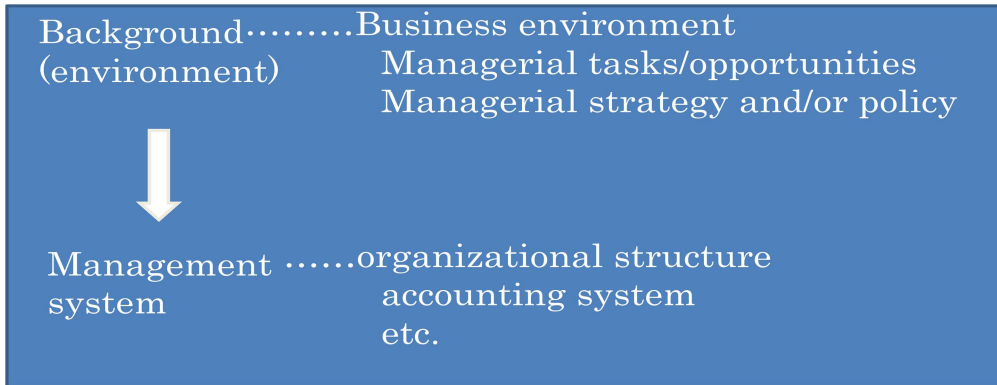 Background.........Business environment
(environment) Managerial tasks/opportunities
Managerial strategy and/or policy
Management ......organizational structure
system accounting system
etc.